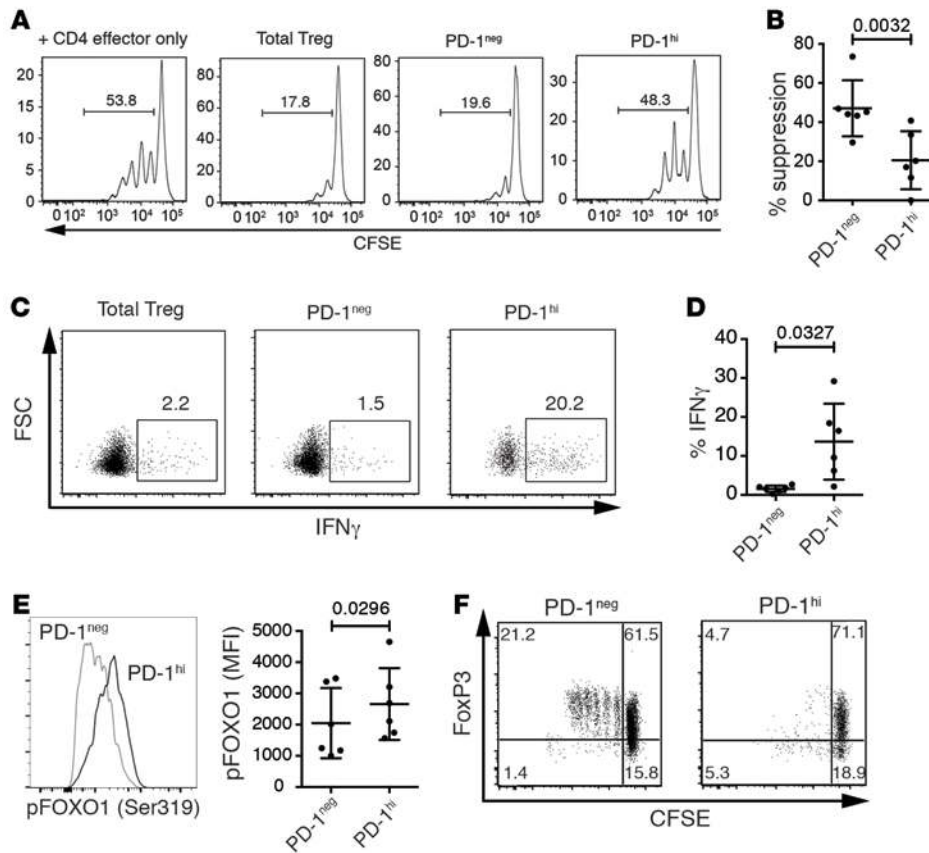 A
+ CD4 effector only
Total Treg
PD-1neg
PD-1hi
53.8
17.8
19.6
48.3
20
15
10
5
0
80
60
40
20
0
80
60
40
20
0
30
20
10
0
0 10² 10³ 10⁴ 10⁵
0 10² 10³ 10⁴ 10⁵
0 10² 10³ 10⁴ 10⁵
0 10² 10³ 10⁴ 10⁵
CFSE
B
0.0032
% suppression
80
60
40
20
0
PD-1neg
PD-1hi
C
Total Treg
PD-1neg
PD-1hi
2.2
1.5
20.2
FSC
IFNγ
D
0.0327
% IFNγ
40
30
20
10
0
PD-1neg
PD-1hi
E
PD-1neg
PD-1hi
pFOXO1 (Ser319)
0.0296
pFOXO1 (MFI)
5000
4000
3000
2000
1000
0
PD-1neg
PD-1hi
F
PD-1neg
PD-1hi
21.2
61.5
1.4
15.8
4.7
71.1
5.3
18.9
FoxP3
CFSE